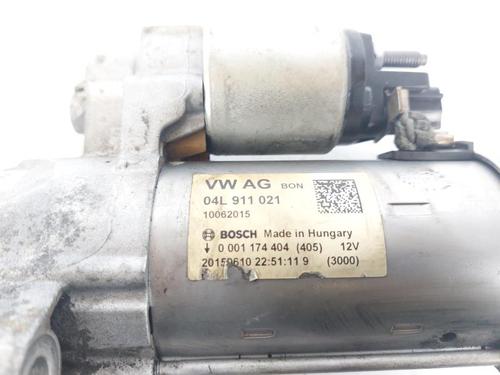 VW AG BON
04L 911 021
10062015
BOSCH Made in Hungary
0 001 174 404 (405) 12V
20150610 22:51:11 9 (3000)